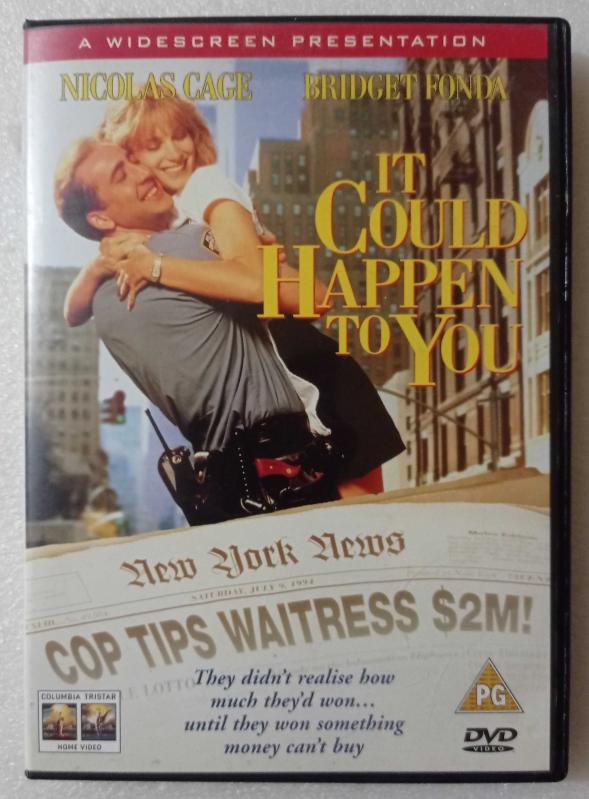 A WIDESCREEN PRESENTATION
NICOLAS CAGE
BRIDGET FONDA
IT
COULD
HAPPEN
TO YOU
New York News
SATURDAY, JULY 9, 1994
COP TIPS WAITRESS $2M!
LOTTO
They didn't realise how
much they'd won...
until they won something
money can't buy
COLUMBIA TRISTAR
HOME VIDEO
PG
DVD
VIDEO